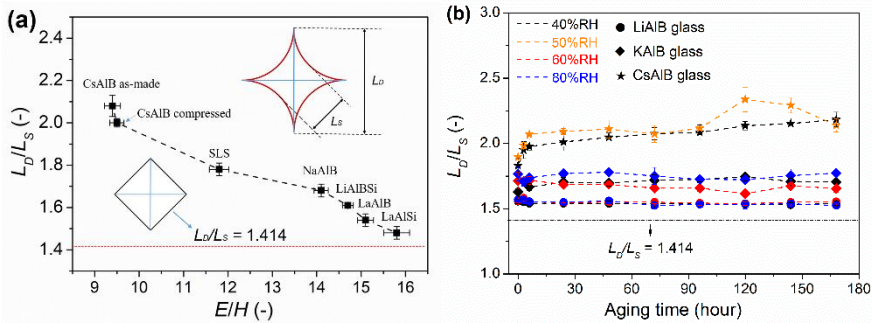 (a)
2.4
2.2
2.0
1.8
1.6
1.4
L_D/L_S (-)
CsAlB as-made
CsAlB compressed
SLS
NaAlB
LiAlBSi
LaAlB
LaAlSi
L_D
L_S
L_D/L_S = 1.414
9 10 11 12 13 14 15 16
E/H (-)
(b)
3.0
2.5
2.0
1.5
1.0
L_D/L_S (-)
40%RH
50%RH
60%RH
80%RH
LiAlB glass
KAlB glass
CsAlB glass
L_D/L_S = 1.414
0 30 60 90 120 150 180
Aging time (hour)